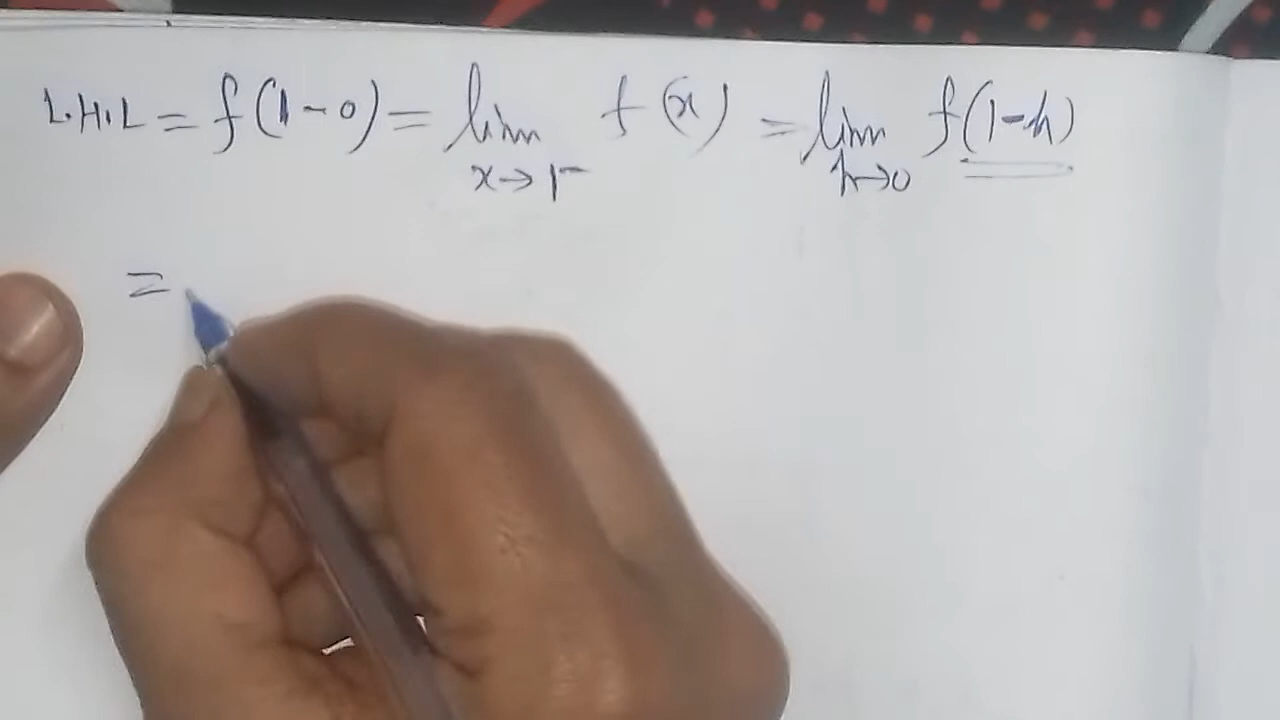 L.H.L = f(1-0) = lim f(x) = lim f(1-h)
x→1⁻ h→0
=